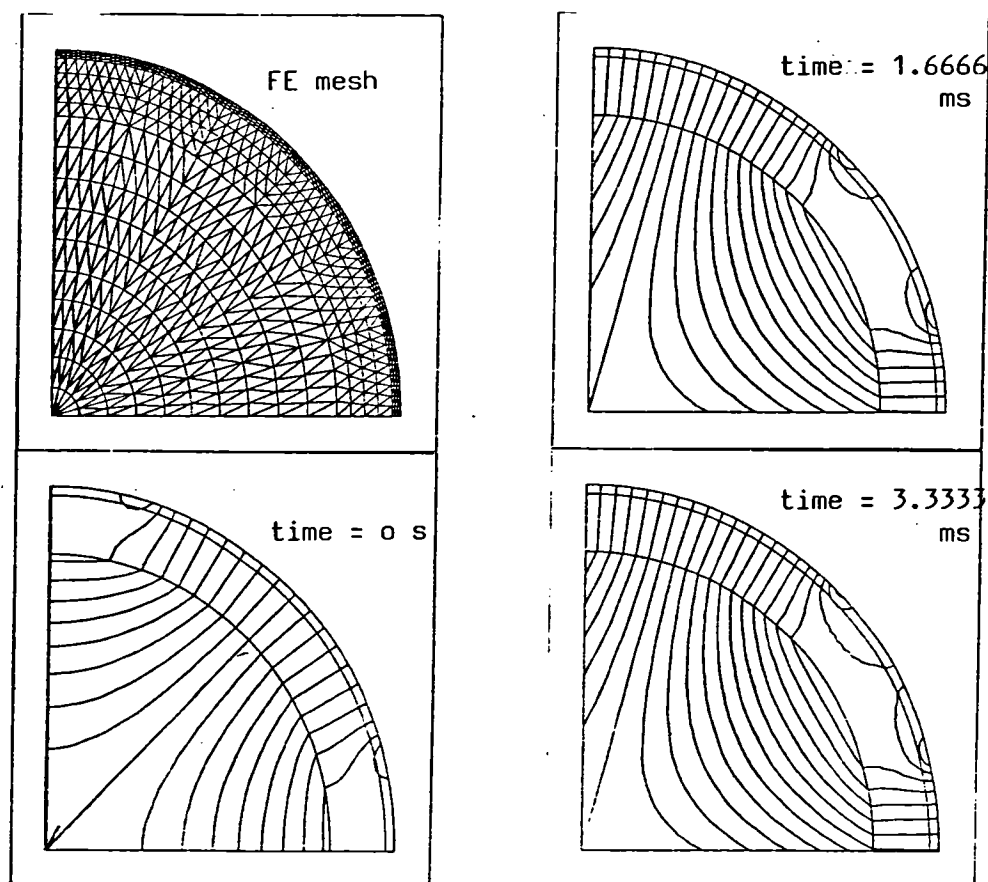 FE mesh
time = 1.6666
ms
time = o s
time = 3.3333
ms